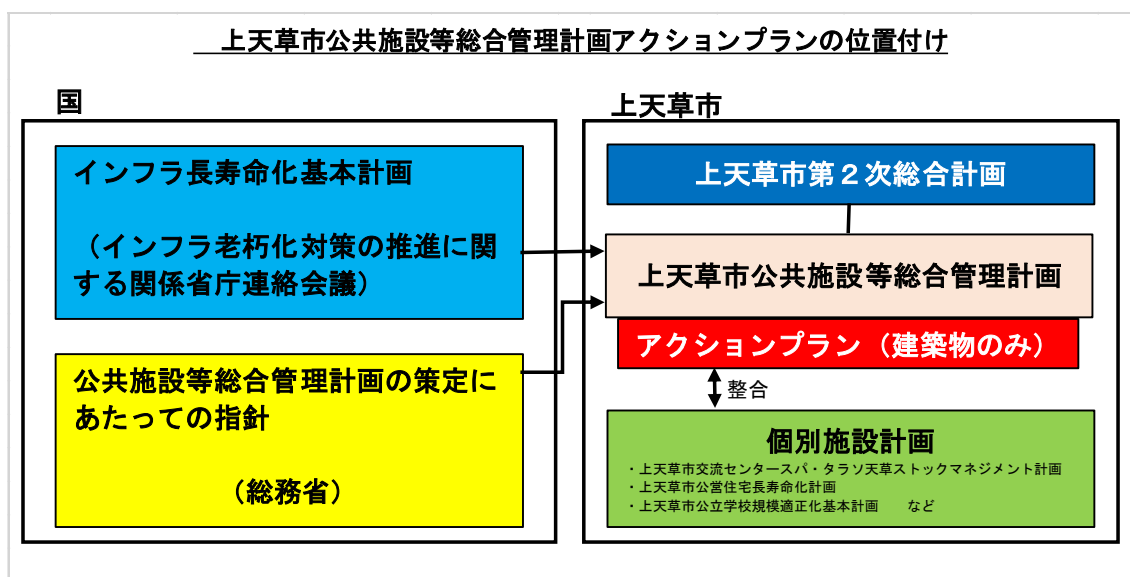 上天草市公共施設等総合管理計画アクションプランの位置付け
国
インフラ長寿命化基本計画
（インフラ老朽化対策の推進に関
する関係省庁連絡会議）
公共施設等総合管理計画の策定に
あたっての指針
（総務省）
上天草市
上天草市第２次総合計画
上天草市公共施設等総合管理計画
アクションプラン（建築物のみ）
整合
個別施設計画
・上天草市交流センタースパ・タラソ天草ストックマネジメント計画
・上天草市公営住宅長寿命化計画
・上天草市公立学校規模適正化基本計画　　など